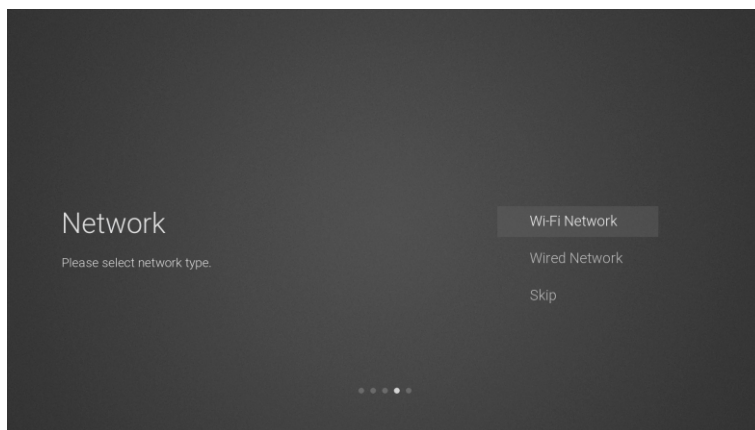 Network
Please select network type.
Wi-Fi Network
Wired Network
Skip